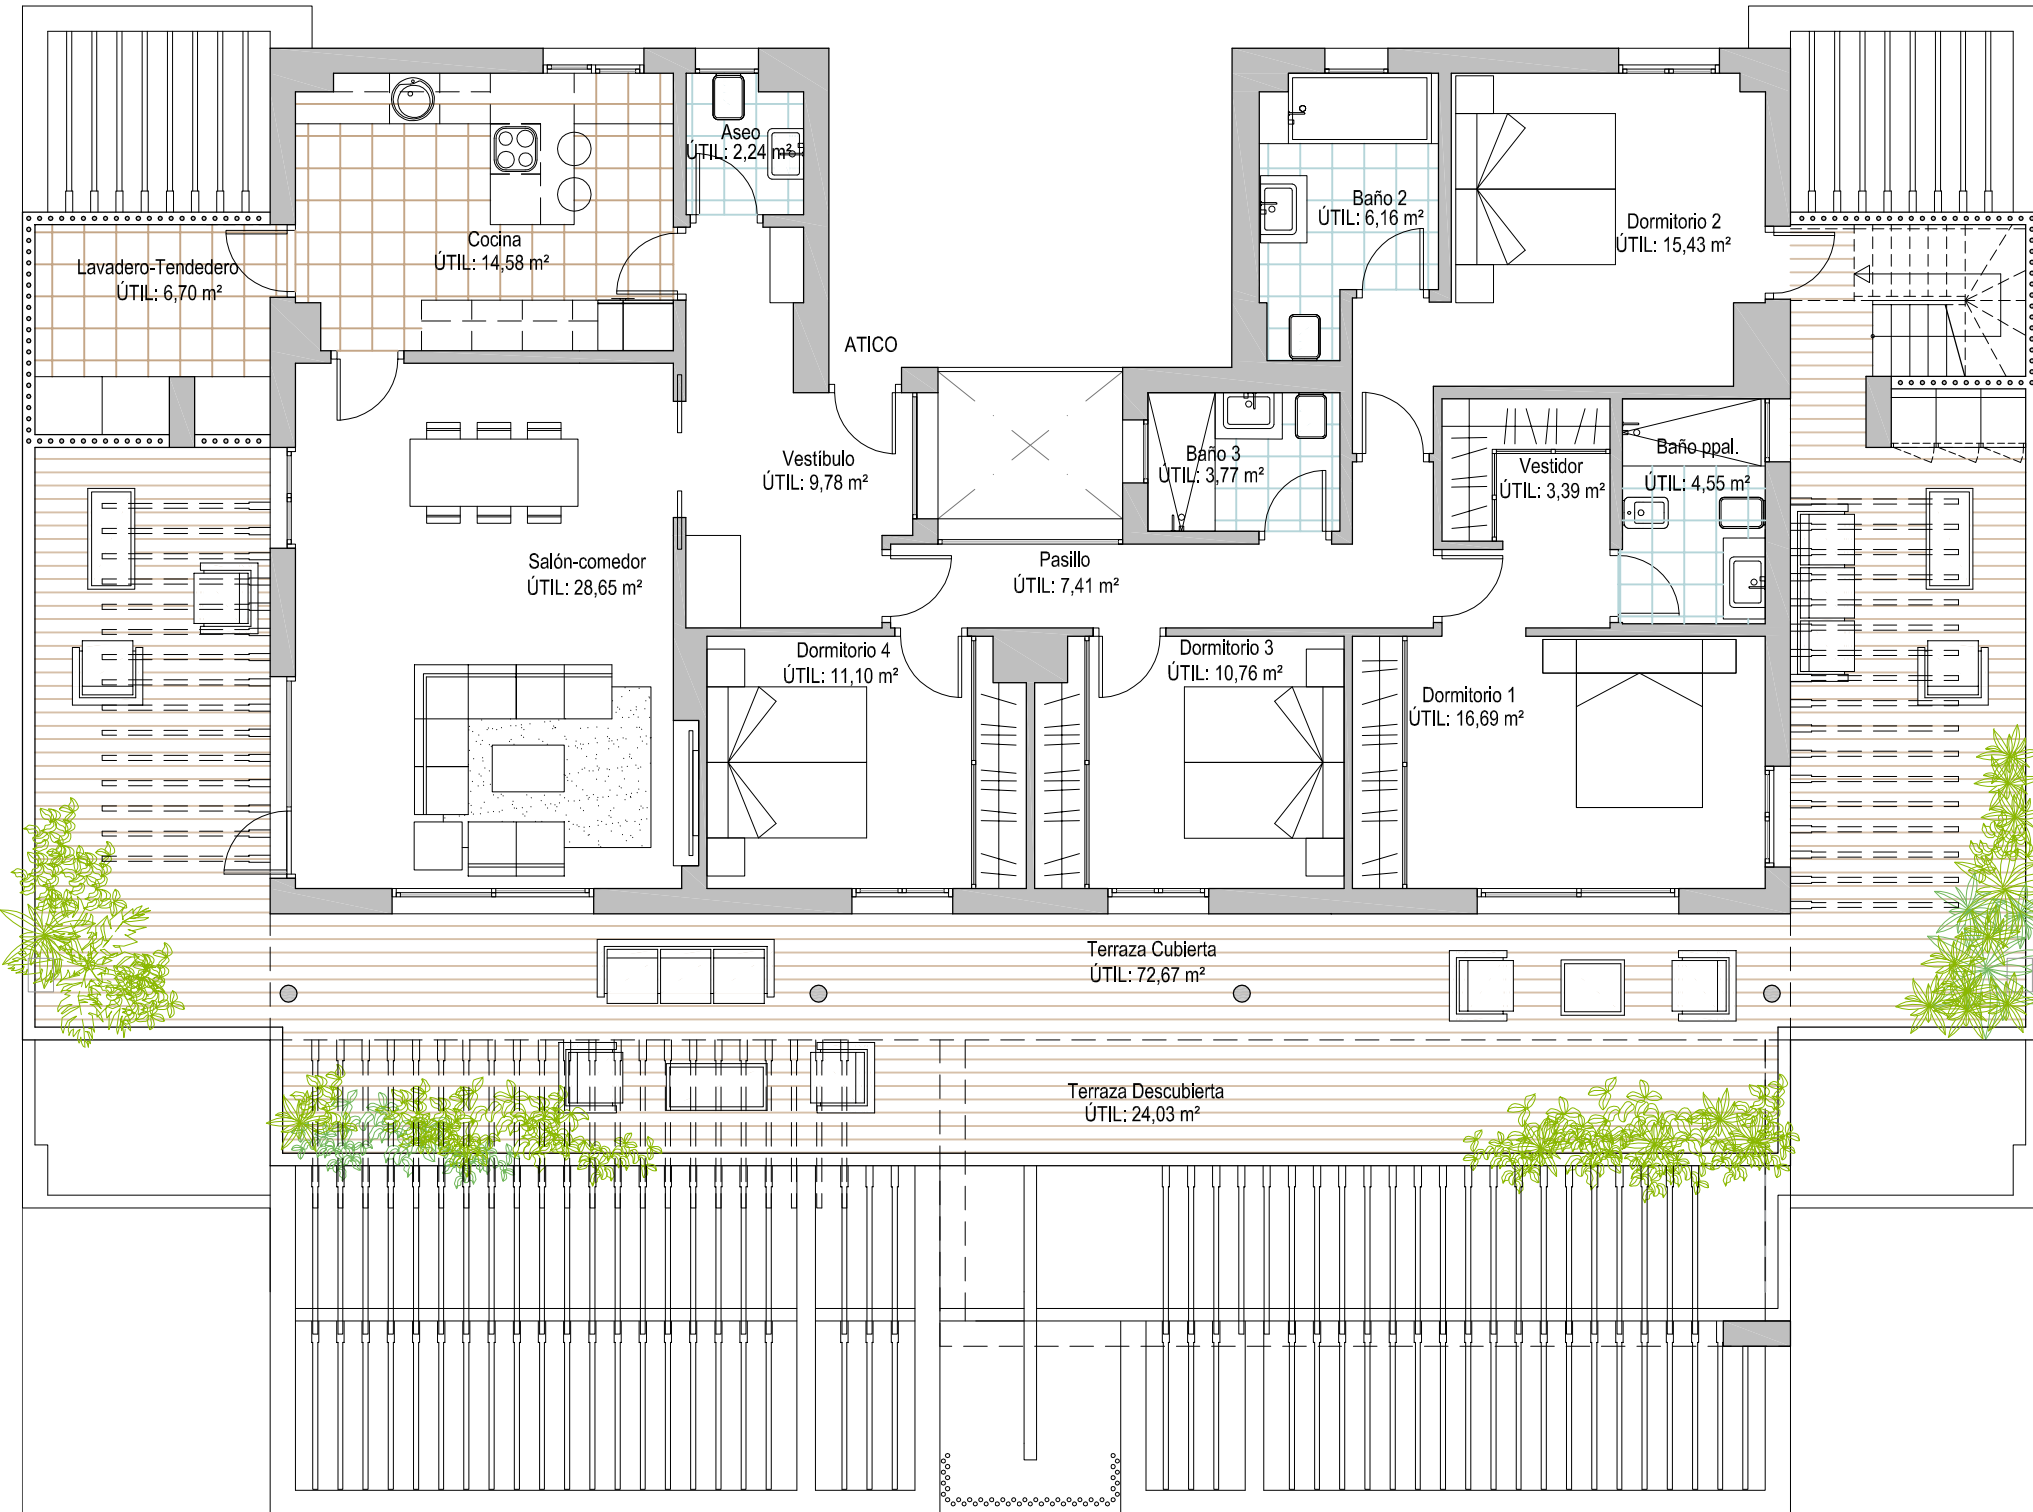 Aseo
ÚTIL: 2,24 m²
Baño 2
ÚTIL: 6,16 m²
Dormitorio 2
ÚTIL: 15,43 m²
Cocina
ÚTIL: 14,58 m²
Lavadero-Tendedero
ÚTIL: 6,70 m²
ATICO
Vestíbulo
ÚTIL: 9,78 m²
Baño 3
ÚTIL: 3,77 m²
Vestidor
ÚTIL: 3,39 m²
Baño ppal.
ÚTIL: 4,55 m²
Salón-comedor
ÚTIL: 28,65 m²
Pasillo
ÚTIL: 7,41 m²
Dormitorio 4
ÚTIL: 11,10 m²
Dormitorio 3
ÚTIL: 10,76 m²
Dormitorio 1
ÚTIL: 16,69 m²
Terraza Cubierta
ÚTIL: 72,67 m²
Terraza Descubierta
ÚTIL: 24,03 m²